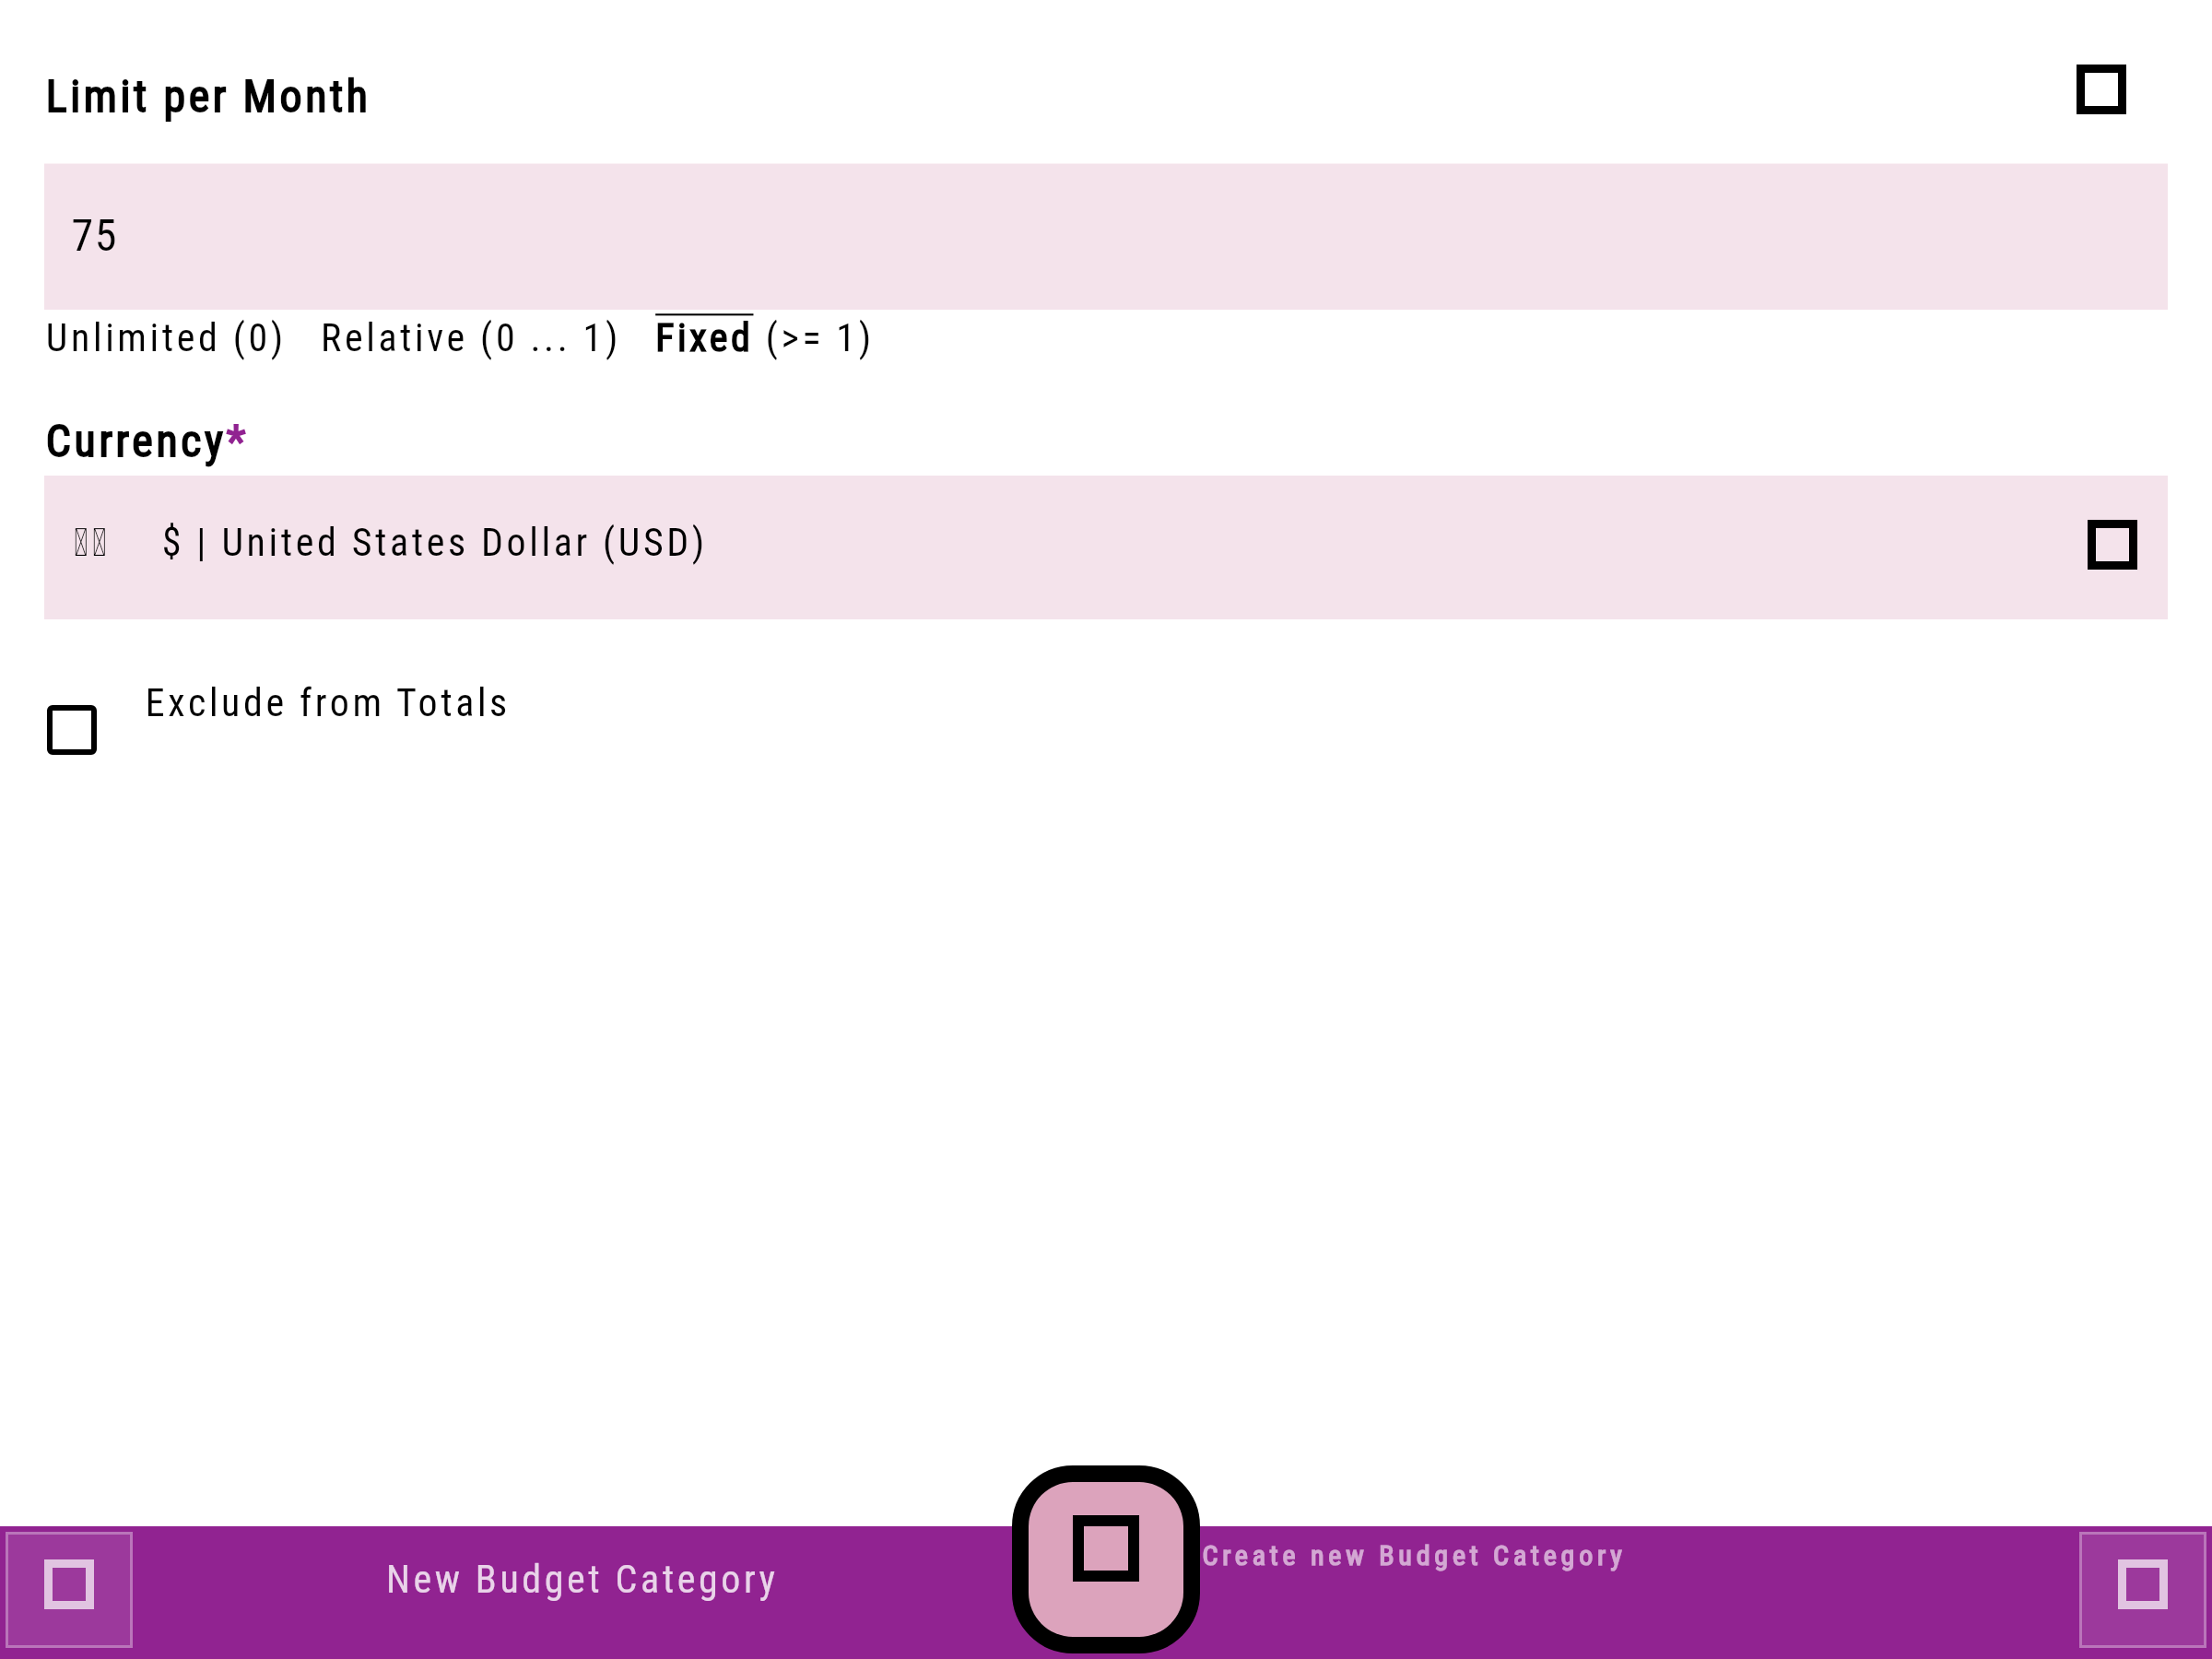 Limit per Month
75
Unlimited (0) Relative (0 ... 1) Fixed (>= 1)
Currency*
$ | United States Dollar (USD)
Exclude from Totals
New Budget Category
Create new Budget Category